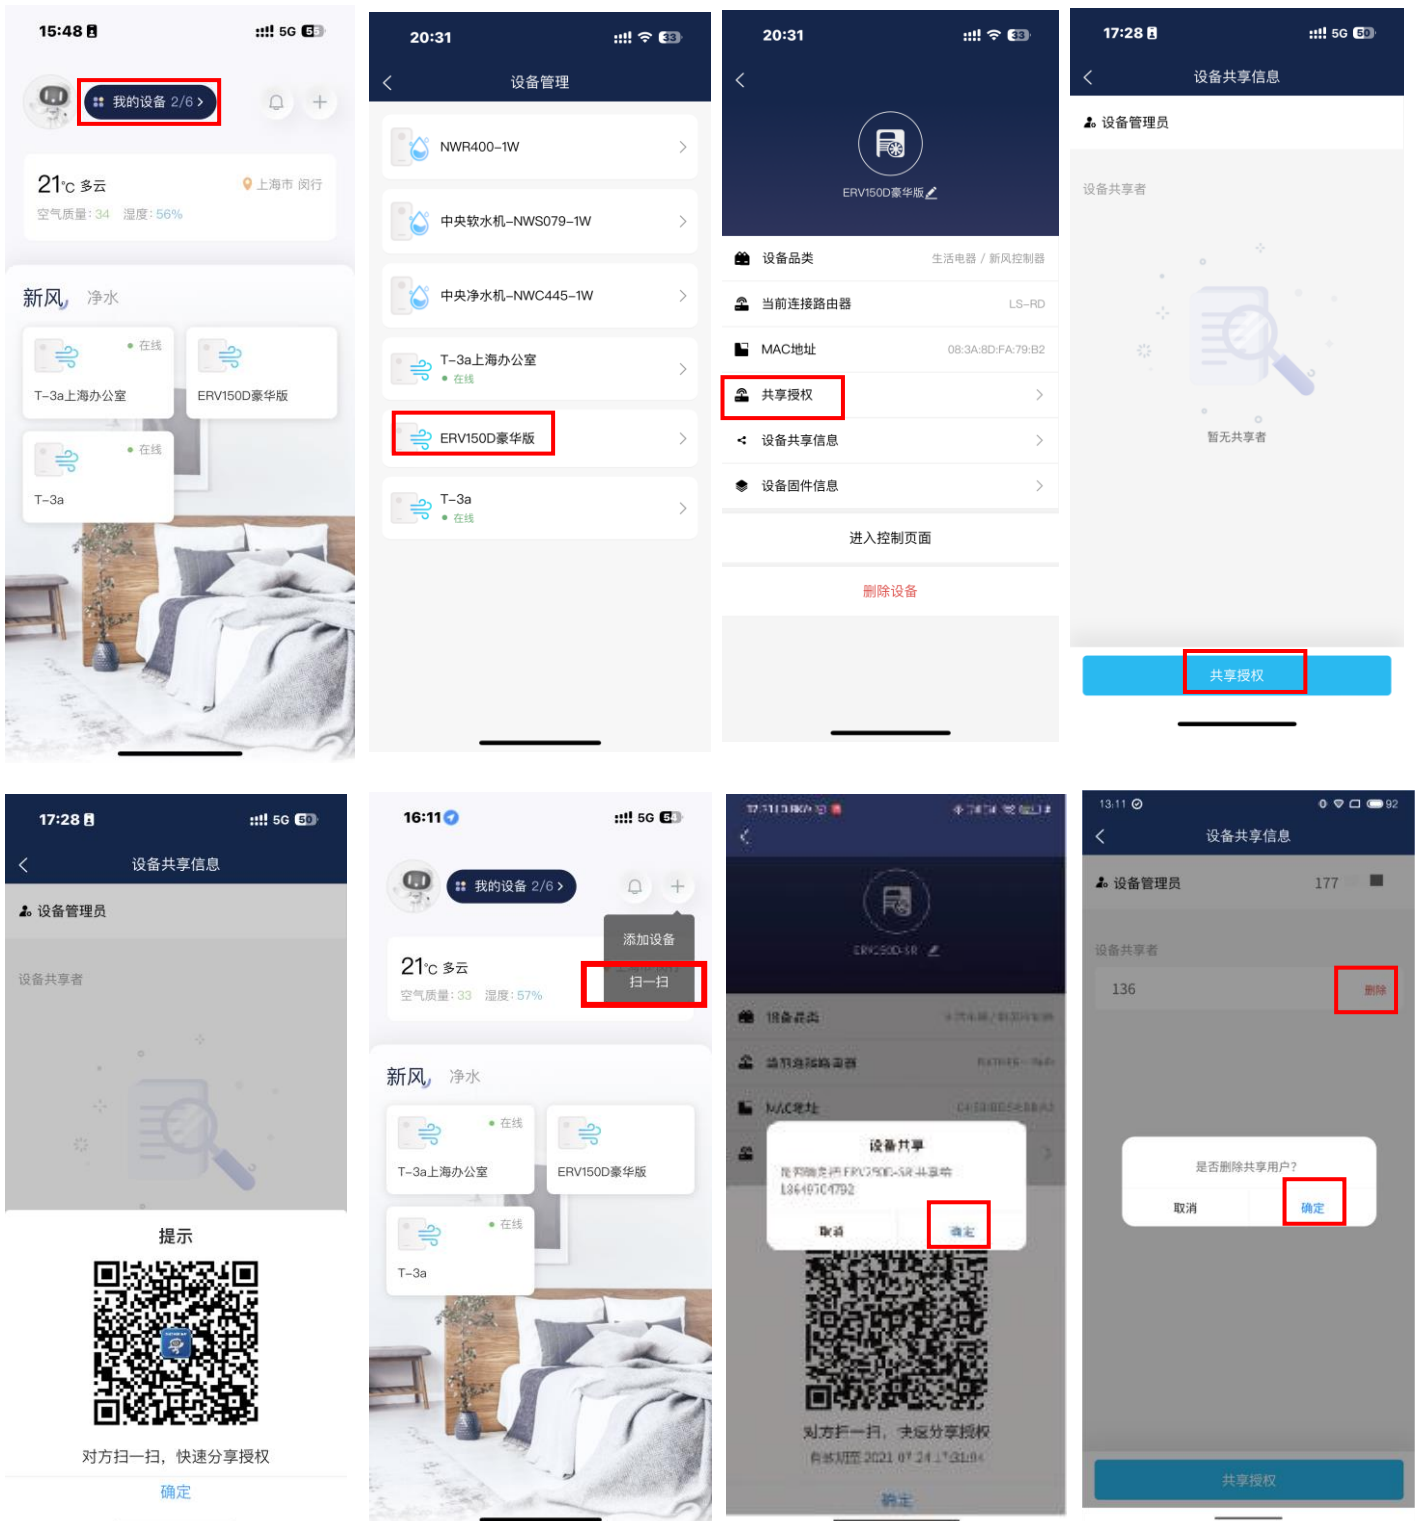 15:48
5G
我的设备 2/6
21℃ 多云
上海市 闵行
空气质量：34 湿度：56%
新风 净水
在线
T-3a上海办公室
ERV150D豪华版
在线
T-3a
20:31
33
设备管理
NWR400-1W
中央软水机-NWS079-1W
中央净水机-NWC445-1W
T-3a上海办公室
在线
ERV150D豪华版
T-3a
在线
20:31
33
ERV150D豪华版
设备品类
生活电器 / 新风控制器
当前连接路由器
LS-RD
MAC地址
08:3A:8D:FA:79:B2
共享授权
设备共享信息
设备固件信息
进入控制页面
删除设备
17:28
5G 50
设备共享信息
设备管理员
设备共享者
暂无共享者
共享授权
17:28
5G 50
设备共享信息
设备管理员
设备共享者
提示
对方扫一扫，快速分享授权
确定
16:11
5G 54
我的设备 2/6
添加设备
扫一扫
21℃ 多云
空气质量：33 湿度：57%
新风 净水
在线
T-3a上海办公室
ERV150D豪华版
在线
T-3a
ERV250D-SR
设备品类
MAC地址
设备共享
取消
确定
对方扫一扫，快速分享授权
确定
13:11
92
设备共享信息
设备管理员
177
设备共享者
136
删除
是否删除共享用户?
取消
确定
共享授权